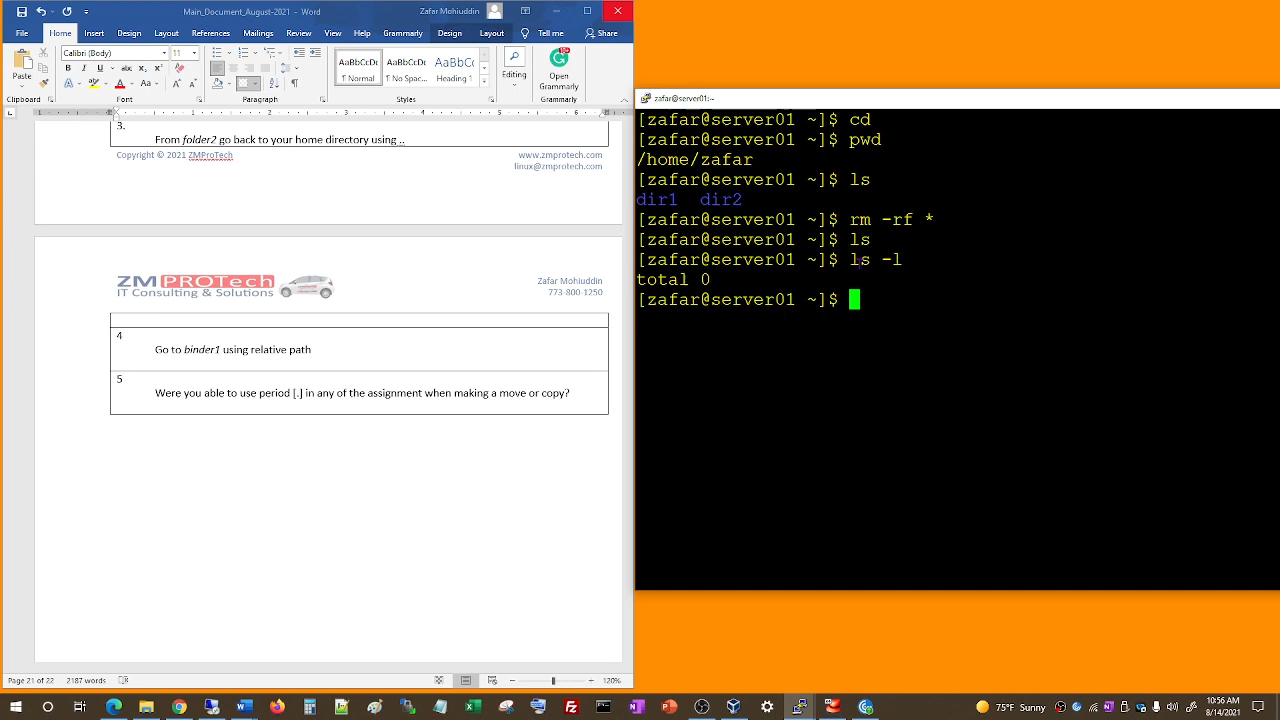 Main_Document_August-2021 - Word
Zafar Mohiuddin
File Home Insert Draw Design Layout References Mailings Review View Help Grammarly Design Layout Tell me Share
Calibri (Body) 11
AaBbCcDc AaBbCcDc AaBbCc
Paste
¶ Normal ¶ No Spac... Heading 1
Editing
Open
Grammarly
Clipboard Font Paragraph Styles Grammarly
3.
From folder2 go back to your home directory using ..
Copyright © 2021 ZMProTech
www.zmprotech.com
linux@zmprotech.com
ZMPROTech
IT Consulting & Solutions
Zafar Mohiuddin
773-800-1250
4
Go to binder1 using relative path
5
Were you able to use period [.] in any of the assignment when making a move or copy?
Page 21 of 22 2187 words
120%
zafar@server01:~
[zafar@server01 ~]$ cd
[zafar@server01 ~]$ pwd
/home/zafar
[zafar@server01 ~]$ ls
dir1 dir2
[zafar@server01 ~]$ rm -rf *
[zafar@server01 ~]$ ls
[zafar@server01 ~]$ ls -l
total 0
[zafar@server01 ~]$
75°F Sunny
10:56 AM
8/14/2021